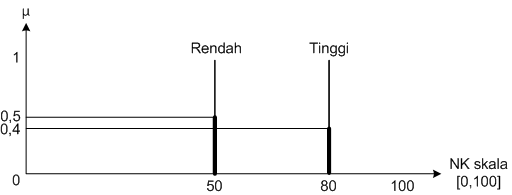 μ
Rendah Tinggi
1
0,5
0,4
0
50 80 100
NK skala
[0,100]